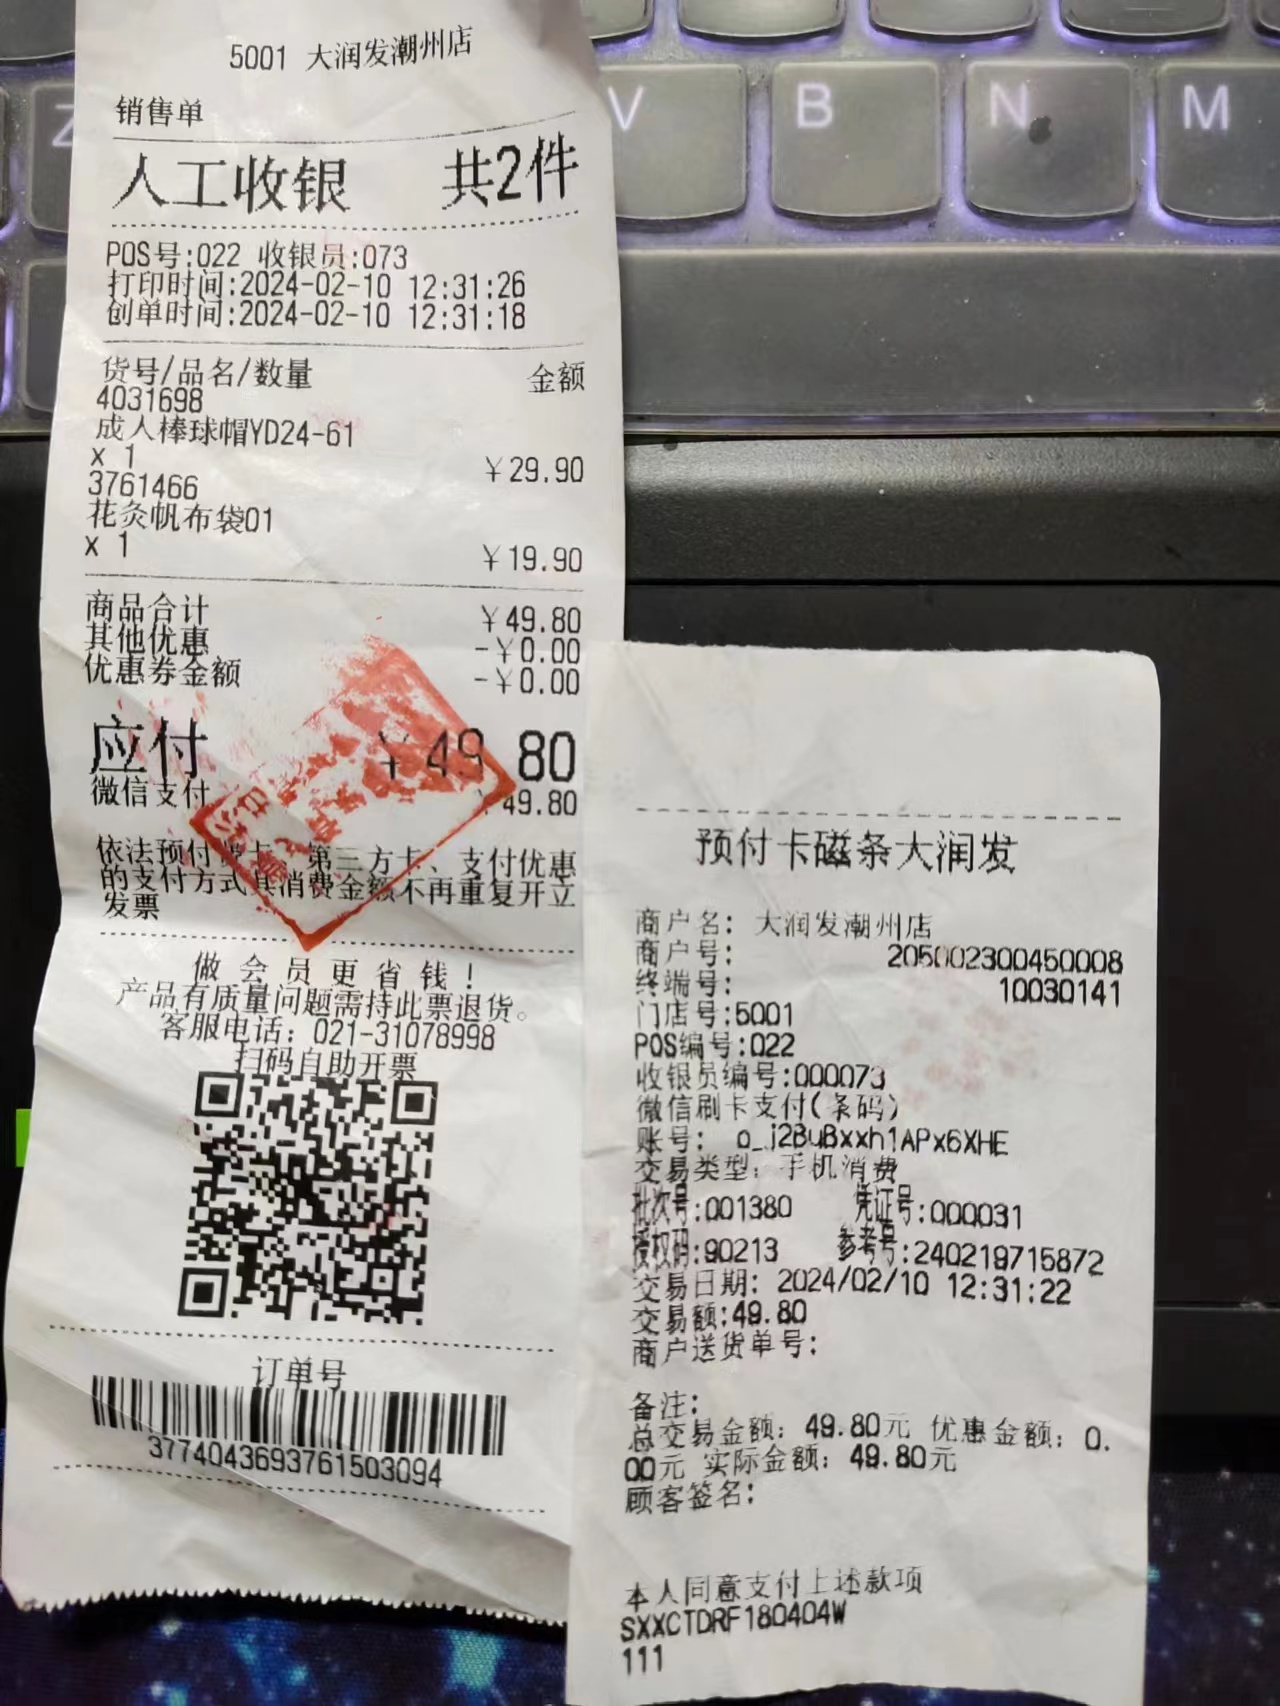 Z
V
B
N
M
5001 大润发潮州店
销售单
人工收银 共2件
POS号:022 收银员:073
打印时间:2024-02-10 12:31:26
创单时间:2024-02-10 12:31:18
货号/品名/数量 金额
4031698
成人棒球帽YD24-61
x 1 ￥29.90
3761466
花灸帆布袋01
x 1 ￥19.90
商品合计 ￥49.80
其他优惠 -￥0.00
优惠券金额 -￥0.00
应付 ￥49.80
微信支付 ￥49.80
依法预付费卡、第三方卡、支付优惠
的支付方式其消费金额不再重复开立
发票
做会员更省钱!
产品有质量问题需持此票退货。
客服电话: 021-31078998
扫码自助开票
订单号
3774043693761503094
预付卡磁条大润发
商户名: 大润发潮州店
商户号: 205002300450008
终端号: 10030141
门店号:5001
POS编号:022
收银员编号:000073
微信刷卡支付(条码)
账号: o_j2BuBxxh1APx6XHE
交易类型: 手机消费
批次号:001380 凭证号:000031
授权码:90213 参考号:240219715872
交易日期: 2024/02/10 12:31:22
交易额:49.80
商户送货单号:
备注:
总交易金额: 49.80元 优惠金额: 0.
00元 实际金额: 49.80元
顾客签名:
本人同意支付上述款项
SXXCTDRF180404W
111